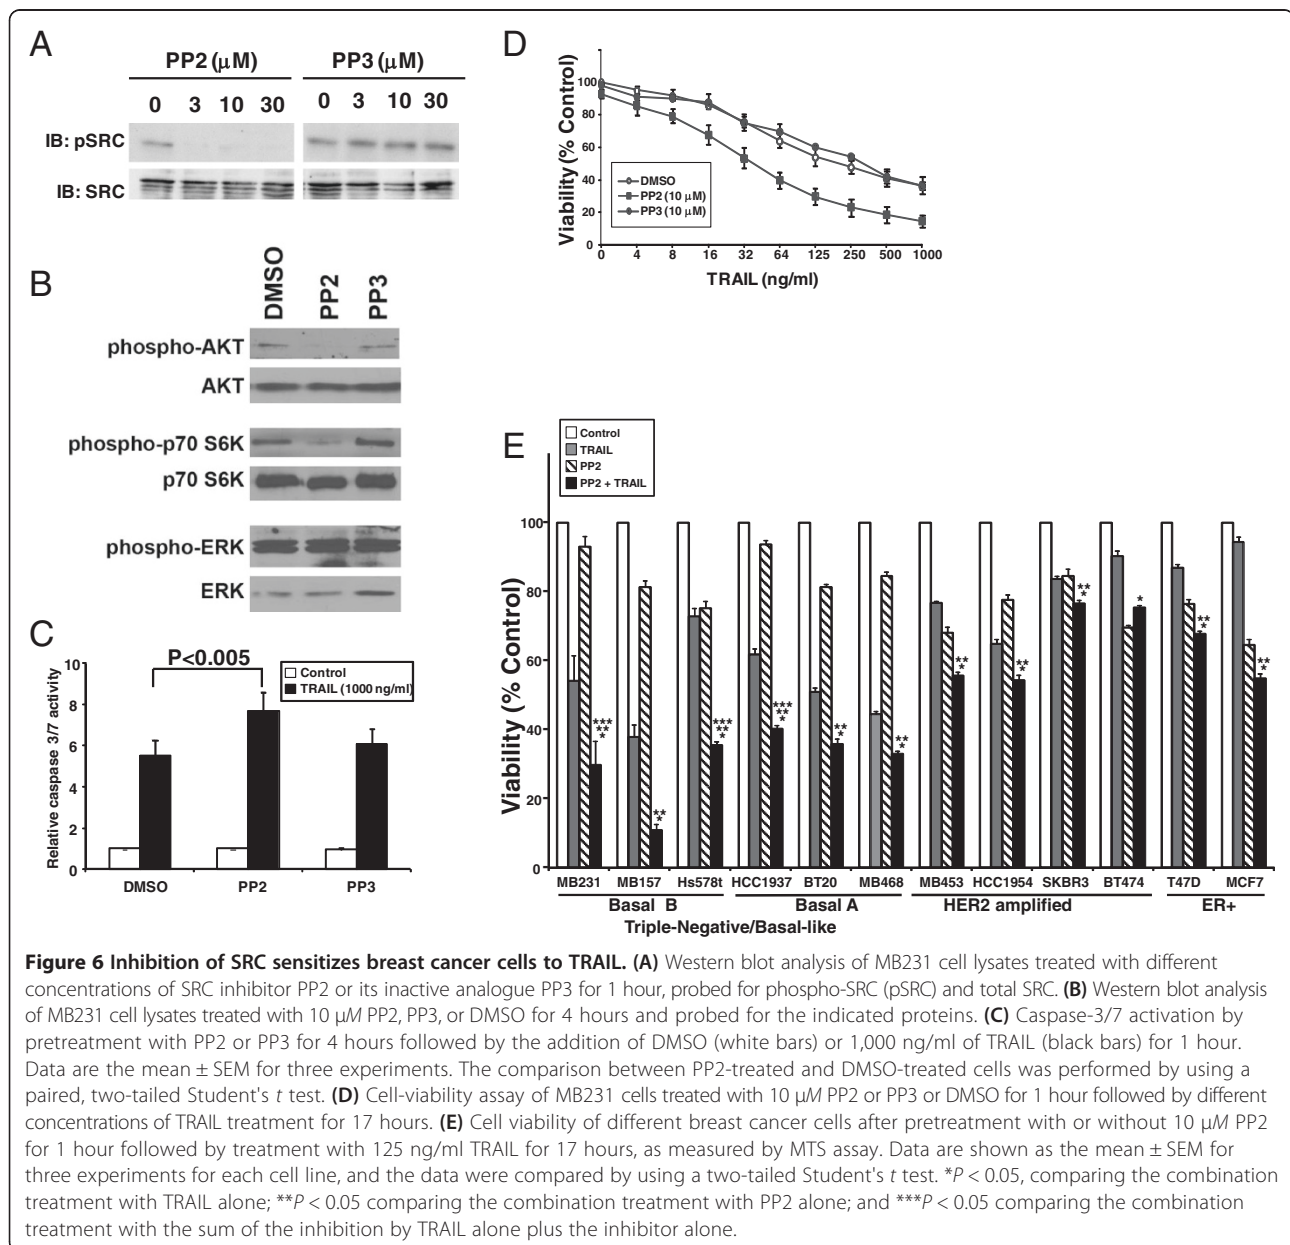 A
PP2 (μM)
PP3 (μM)
0 3 10 30
0 3 10 30
IB: pSRC
IB: SRC
B
DMSO
PP2
PP3
phospho-AKT
AKT
phospho-p70 S6K
p70 S6K
phospho-ERK
ERK
C
Relative caspase 3/7 activity
10
8
6
4
2
0
P<0.005
Control
TRAIL (1000 ng/ml)
DMSO PP2 PP3
D
Viability (% Control)
100
80
60
40
20
0
DMSO
PP2 (10 μM)
PP3 (10 μM)
0 4 8 16 32 64 125 250 500 1000
TRAIL (ng/ml)
E
Control
TRAIL
PP2
PP2 + TRAIL
Viability (% Control)
100
80
60
40
20
0
***
**
*
**
*
***
**
*
***
**
*
**
*
**
*
**
*
**
*
**
*
*
**
*
**
*
MB231 MB157 Hs578t HCC1937 BT20 MB468 MB453 HCC1954 SKBR3 BT474 T47D MCF7
Basal B Basal A HER2 amplified ER+
Triple-Negative/Basal-like
Figure 6 Inhibition of SRC sensitizes breast cancer cells to TRAIL. (A) Western blot analysis of MB231 cell lysates treated with different
concentrations of SRC inhibitor PP2 or its inactive analogue PP3 for 1 hour, probed for phospho-SRC (pSRC) and total SRC. (B) Western blot analysis
of MB231 cell lysates treated with 10 μM PP2, PP3, or DMSO for 4 hours and probed for the indicated proteins. (C) Caspase-3/7 activation by
pretreatment with PP2 or PP3 for 4 hours followed by the addition of DMSO (white bars) or 1,000 ng/ml of TRAIL (black bars) for 1 hour.
Data are the mean ± SEM for three experiments. The comparison between PP2-treated and DMSO-treated cells was performed by using a
paired, two-tailed Student's t test. (D) Cell-viability assay of MB231 cells treated with 10 μM PP2 or PP3 or DMSO for 1 hour followed by different
concentrations of TRAIL treatment for 17 hours. (E) Cell viability of different breast cancer cells after pretreatment with or without 10 μM PP2
for 1 hour followed by treatment with 125 ng/ml TRAIL for 17 hours, as measured by MTS assay. Data are shown as the mean ± SEM for
three experiments for each cell line, and the data were compared by using a two-tailed Student's t test. *P < 0.05, comparing the combination
treatment with TRAIL alone; **P < 0.05 comparing the combination treatment with PP2 alone; and ***P < 0.05 comparing the combination
treatment with the sum of the inhibition by TRAIL alone plus the inhibitor alone.